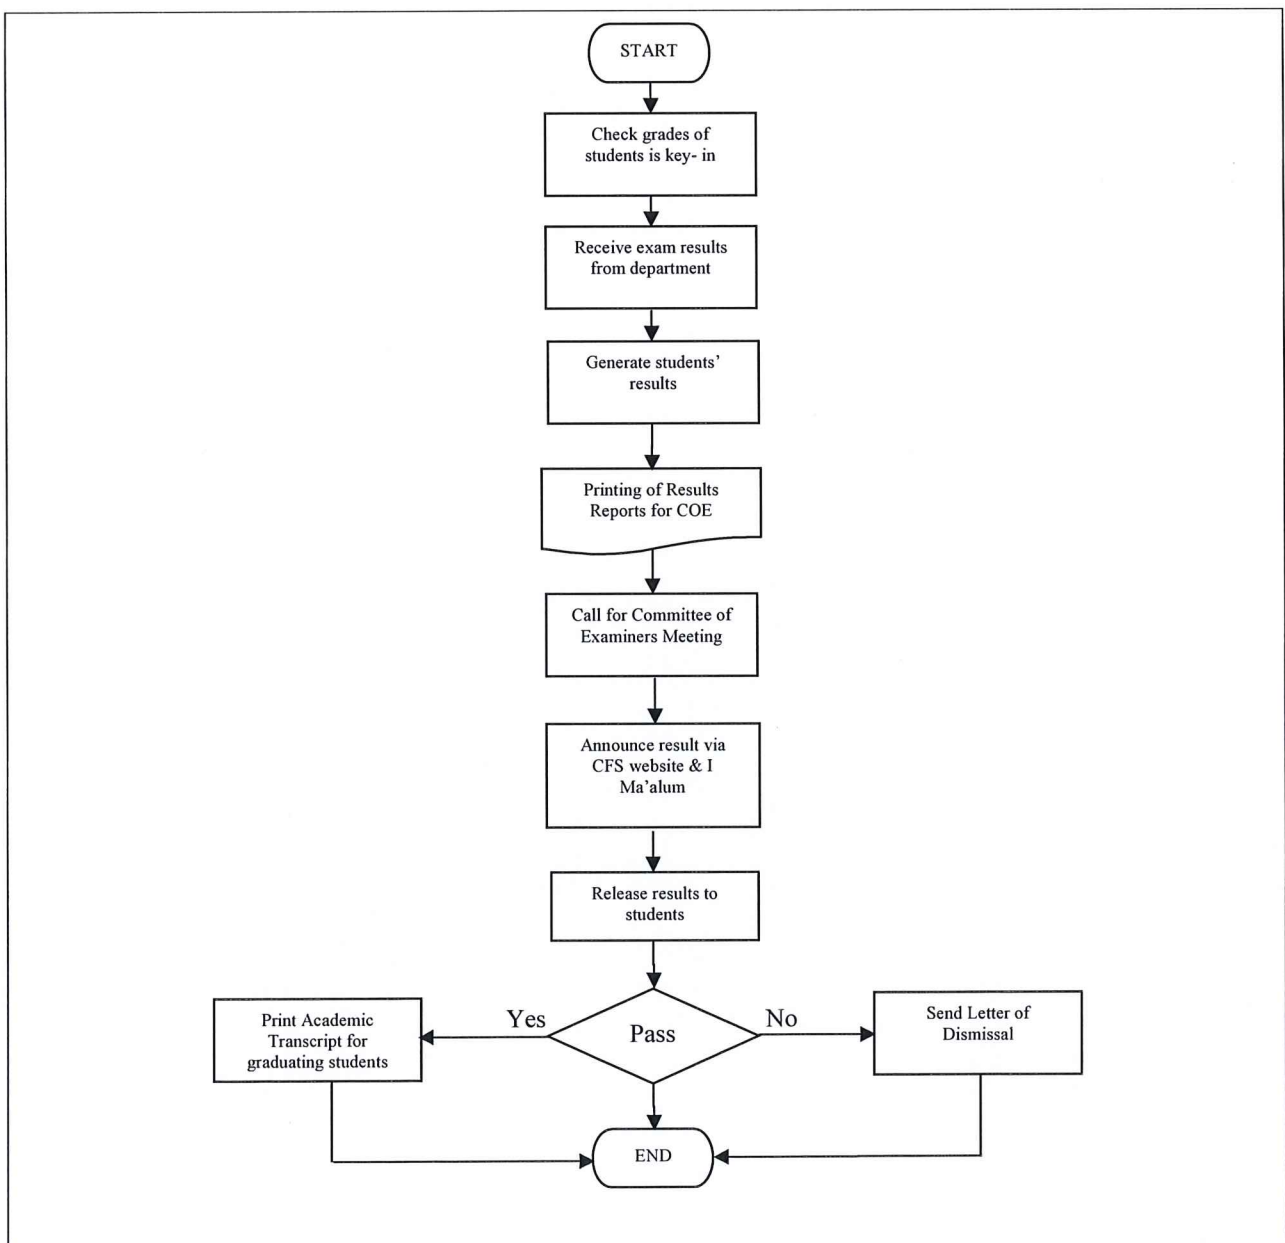 START
Check grades of
students is key- in
Receive exam results
from department
Generate students’
results
Printing of Results
Reports for COE
Call for Committee of
Examiners Meeting
Announce result via
CFS website & I
Ma’alum
Release results to
students
Print Academic
Transcript for
graduating students
Yes
Pass
No
Send Letter of
Dismissal
END